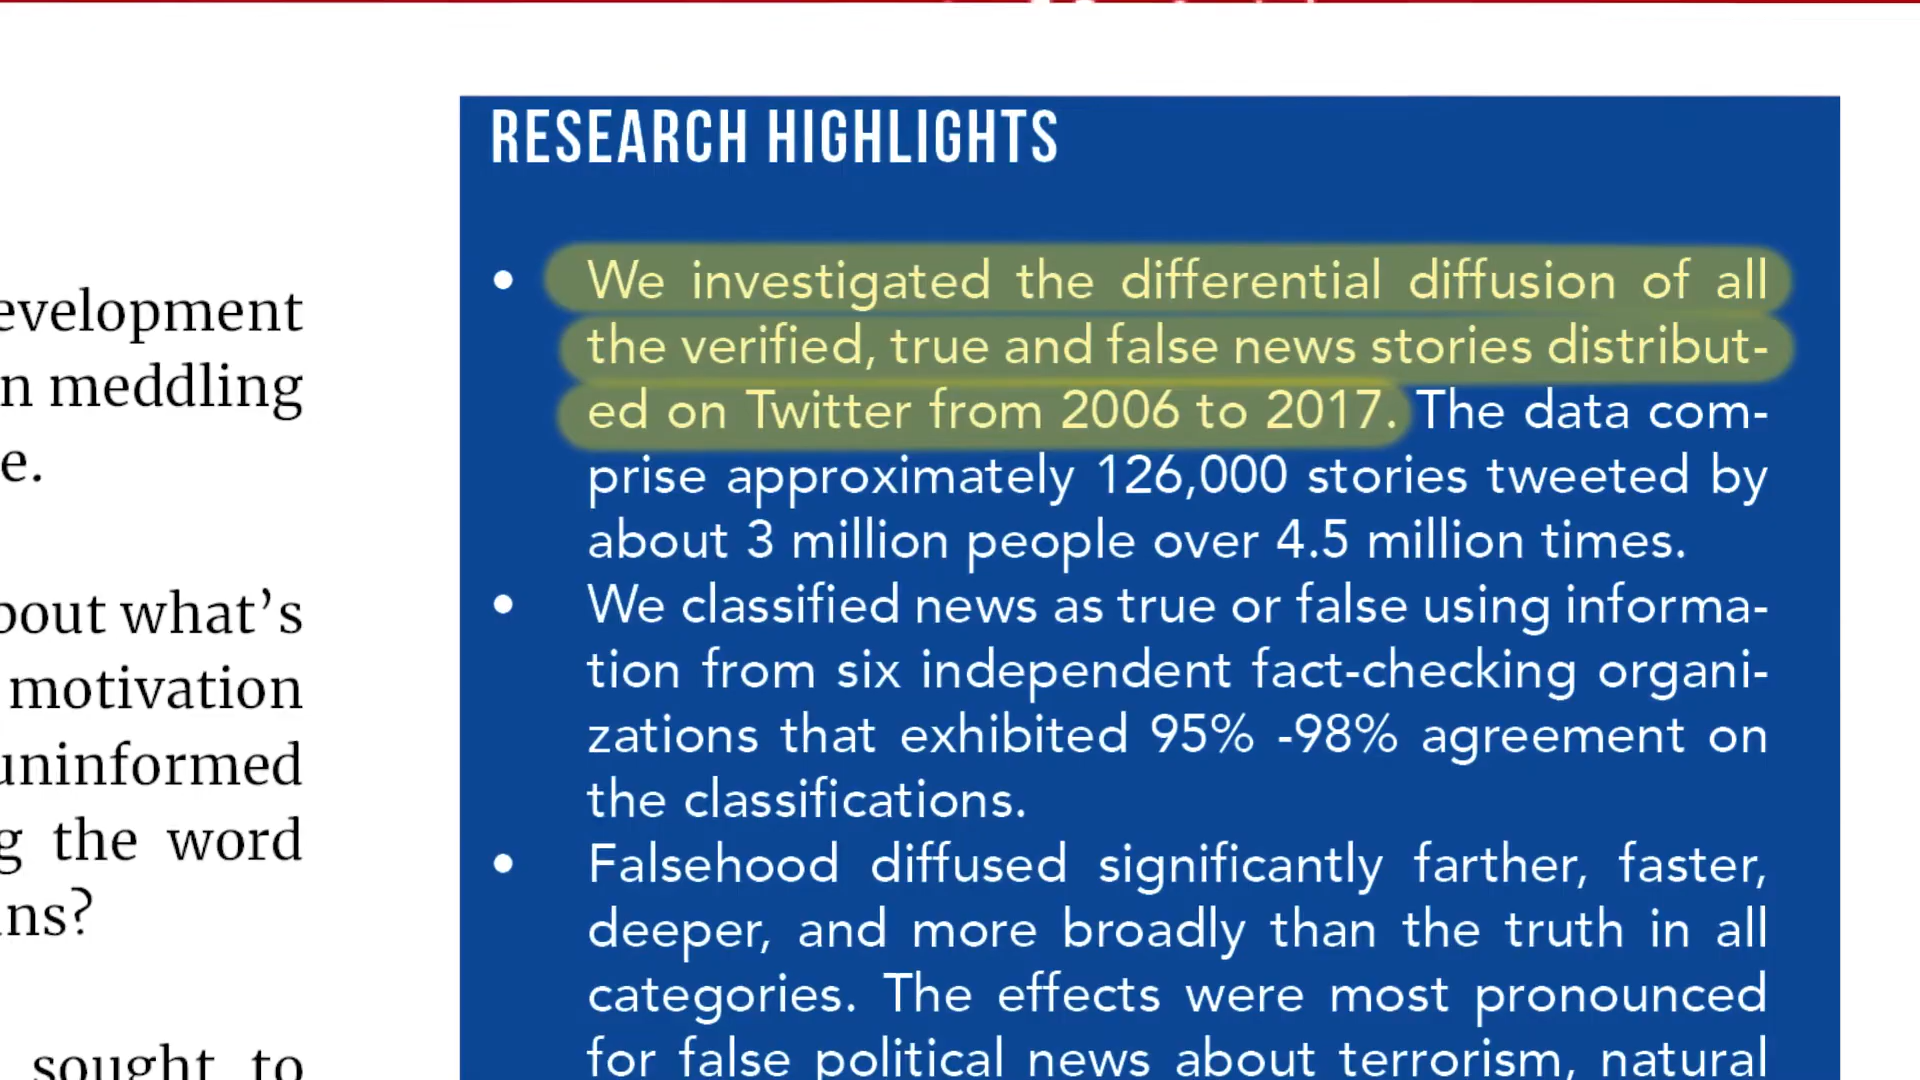 evelopment
n meddling
e.
bout what’s
motivation
uninformed
g the word
ns?
sought to
RESEARCH HIGHLIGHTS
• We investigated the differential diffusion of all
the verified, true and false news stories distribut-
ed on Twitter from 2006 to 2017. The data com-
prise approximately 126,000 stories tweeted by
about 3 million people over 4.5 million times.
• We classified news as true or false using informa-
tion from six independent fact-checking organi-
zations that exhibited 95% -98% agreement on
the classifications.
• Falsehood diffused significantly farther, faster,
deeper, and more broadly than the truth in all
categories. The effects were most pronounced
for false political news about terrorism, natural